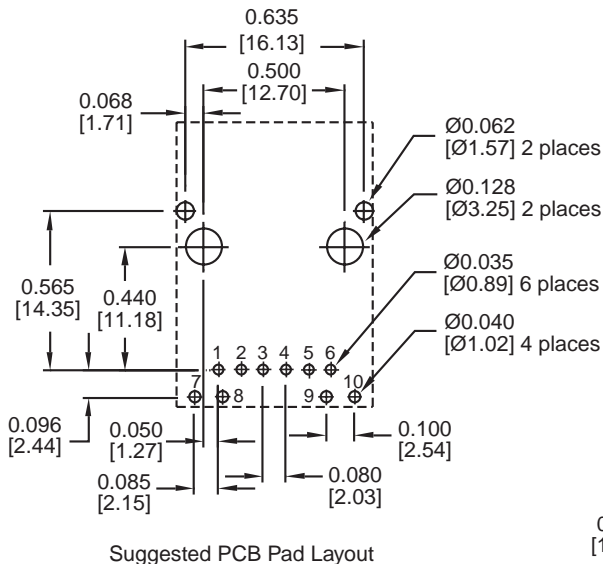 0.635
[16.13]
0.500
[12.70]
0.068
[1.71]
Ø0.062
[Ø1.57] 2 places
Ø0.128
[Ø3.25] 2 places
0.565
[14.35]
0.440
[11.18]
Ø0.035
[Ø0.89] 6 places
1 2 3 4 5 6
Ø0.040
[Ø1.02] 4 places
7 8 9 10
0.096
[2.44]
0.050
[1.27]
0.100
[2.54]
0.085
[2.15]
0.080
[2.03]
Suggested PCB Pad Layout
0
[1